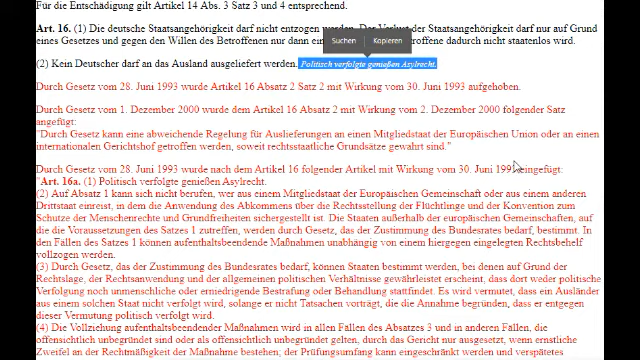 Für die Entschädigung gilt Artikel 14 Abs. 3 Satz 3 und 4 entsprechend.
Art. 16. (1) Die deutsche Staatsangehörigkeit darf nicht entzogen werden. Der Verlust der Staatsangehörigkeit darf nur auf Grund
eines Gesetzes und gegen den Willen des Betroffenen nur dann ein Betroffene dadurch nicht staatenlos wird.
Suchen Kopieren
(2) Kein Deutscher darf an das Ausland ausgeliefert werden. Politisch verfolgte genießen Asylrecht.
Durch Gesetz vom 28. Juni 1993 wurde Artikel 16 Absatz 2 Satz 2 mit Wirkung vom 30. Juni 1993 aufgehoben.
Durch Gesetz vom 1. Dezember 2000 wurde dem Artikel 16 Absatz 2 mit Wirkung vom 2. Dezember 2000 folgender Satz
angefügt:
"Durch Gesetz kann eine abweichende Regelung für Auslieferungen an einen Mitgliedstaat der Europäischen Union oder an einen
internationalen Gerichtshof getroffen werden, soweit rechtsstaatliche Grundsätze gewahrt sind."
Durch Gesetz vom 28. Juni 1993 wurde nach dem Artikel 16 folgender Artikel mit Wirkung vom 30. Juni 1993 eingefügt:
"Art. 16a. (1) Politisch verfolgte genießen Asylrecht.
(2) Auf Absatz 1 kann sich nicht berufen, wer aus einem Mitgliedstaat der Europäischen Gemeinschaft oder aus einem anderen
Drittstaat einreist, in dem die Anwendung des Abkommens über die Rechtsstellung der Flüchtlinge und der Konvention zum
Schutze der Menschenrechte und Grundfreiheiten sichergestellt ist. Die Staaten außerhalb der europäischen Gemeinschaften, auf
die die Voraussetzungen des Satzes 1 zutreffen, werden durch Gesetz, das der Zustimmung des Bundesrates bedarf, bestimmt. In
den Fällen des Satzes 1 können aufenthaltsbeendende Maßnahmen unabhängig von einem hiergegen eingelegten Rechtsbehelf
vollzogen werden.
(3) Durch Gesetz, das der Zustimmung des Bundesrates bedarf, können Staaten bestimmt werden, bei denen auf Grund der
Rechtslage, der Rechtsanwendung und der allgemeinen politischen Verhältnisse gewährleistet erscheint, dass dort weder politische
Verfolgung noch unmenschliche oder erniedrigende Bestrafung oder Behandlung stattfindet. Es wird vermutet, dass ein Ausländer
aus einem solchen Staat nicht verfolgt wird, solange er nicht Tatsachen vorträgt, die die Annahme begründen, dass er entgegen
dieser Vermutung politisch verfolgt wird.
(4) Die Vollziehung aufenthaltsbeendender Maßnahmen wird in allen Fällen des Absatzes 3 und in anderen Fällen, die
offensichtlich unbegründet sind oder als offensichtlich unbegründet gelten, durch das Gericht nur ausgesetzt, wenn ernstliche
Zweifel an der Rechtmäßigkeit der Maßnahme bestehen; der Prüfungsumfang kann eingeschränkt werden und verspätetes